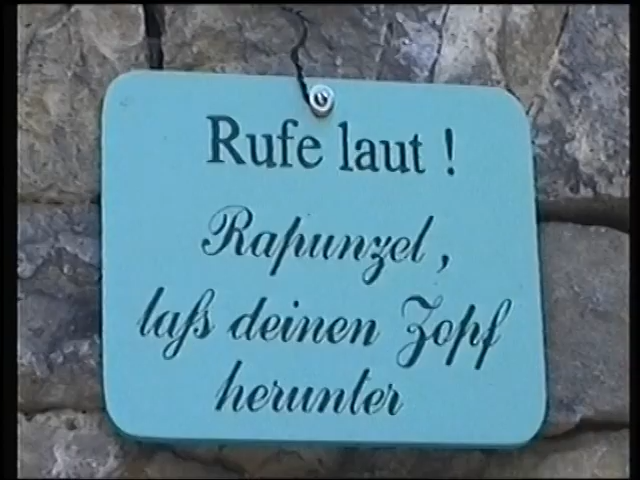 Rufe laut !
Rapunzel,
laß deinen Zopf
herunter